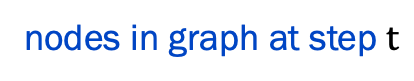 nodes in graph at step t